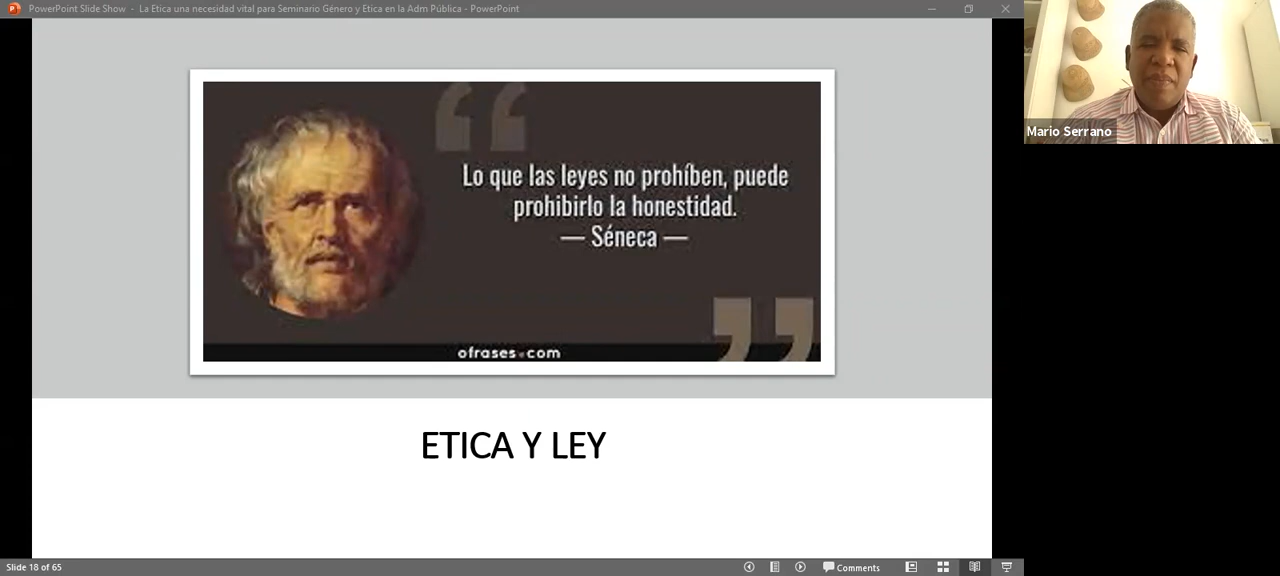 PowerPoint Slide Show - La Etica una necesidad vital para Seminario Género y Etica en la Adm Pública - PowerPoint
Mario Serrano
Lo que las leyes no prohíben, puede
prohibirlo la honestidad.
— Séneca —
ofrases.com
ETICA Y LEY
Slide 18 of 65
Comments